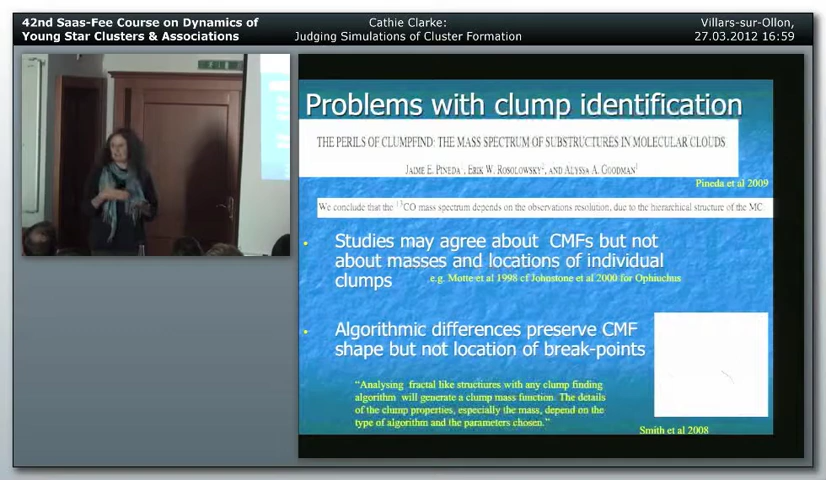 42nd Saas-Fee Course on Dynamics of
Young Star Clusters & Associations
Cathie Clarke:
Judging Simulations of Cluster Formation
Villars-sur-Ollon,
27.03.2012 16:59
Problems with clump identification
THE PERILS OF CLUMPFIND: THE MASS SPECTRUM OF SUBSTRUCTURES IN MOLECULAR CLOUDS
JAIME E. PINEDA¹, ERIK W. ROSOLOWSKY², AND ALYSSA A. GOODMAN¹
Pineda et al 2009
We conclude that the ¹³CO mass spectrum depends on the observations resolution, due to the hierarchical structure of the MC
• Studies may agree about CMFs but not
about masses and locations of individual
clumps
e.g. Motte et al 1998 cf Johnstone et al 2000 for Ophiuchus
• Algorithmic differences preserve CMF
shape but not location of break-points
“Analysing fractal like structures with any clump finding
algorithm will generate a clump mass function. The details
of the clump properties, especially the mass, depend on the
type of algorithm and the parameters chosen.”
Smith et al 2008